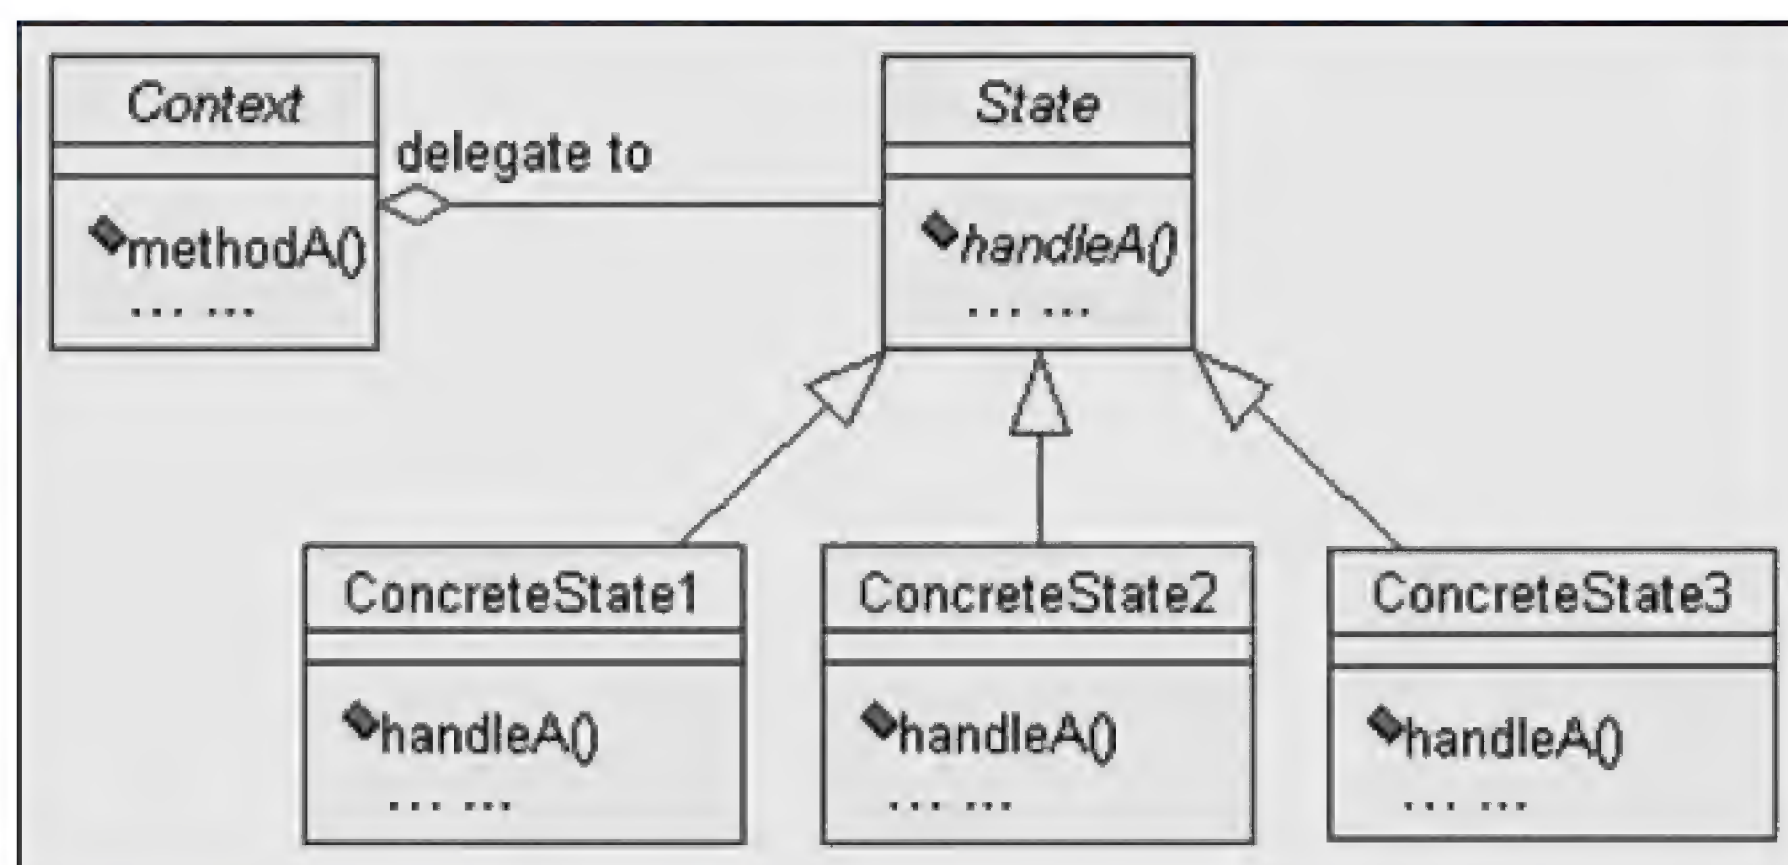 Context
methodA()
... ...
delegate to
State
handleA()
... ...
ConcreteState1
handleA()
... ...
ConcreteState2
handleA()
... ...
ConcreteState3
handleA()
... ...